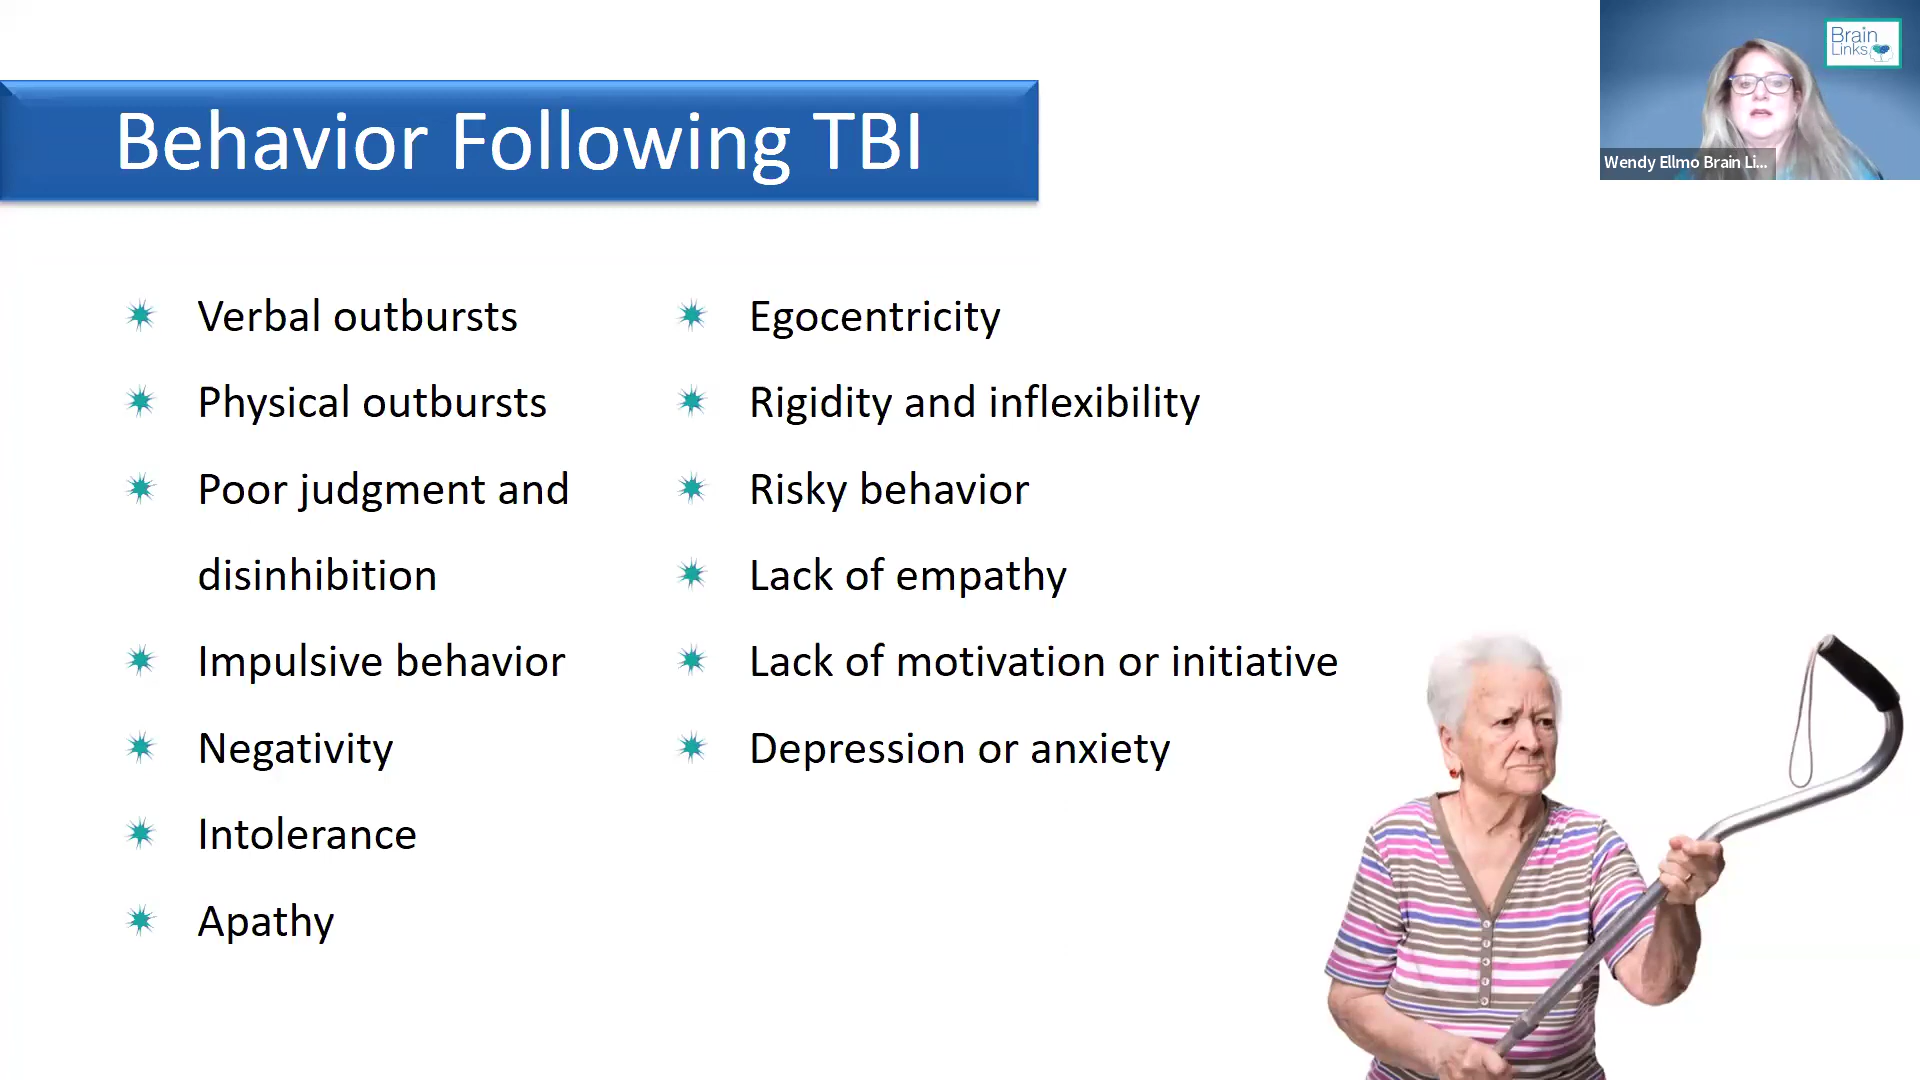 Behavior Following TBI
Verbal outbursts
Physical outbursts
Poor judgment and
disinhibition
Impulsive behavior
Negativity
Intolerance
Apathy
Egocentricity
Rigidity and inflexibility
Risky behavior
Lack of empathy
Lack of motivation or initiative
Depression or anxiety
Brain
Links
Wendy Ellmo Brain Li...